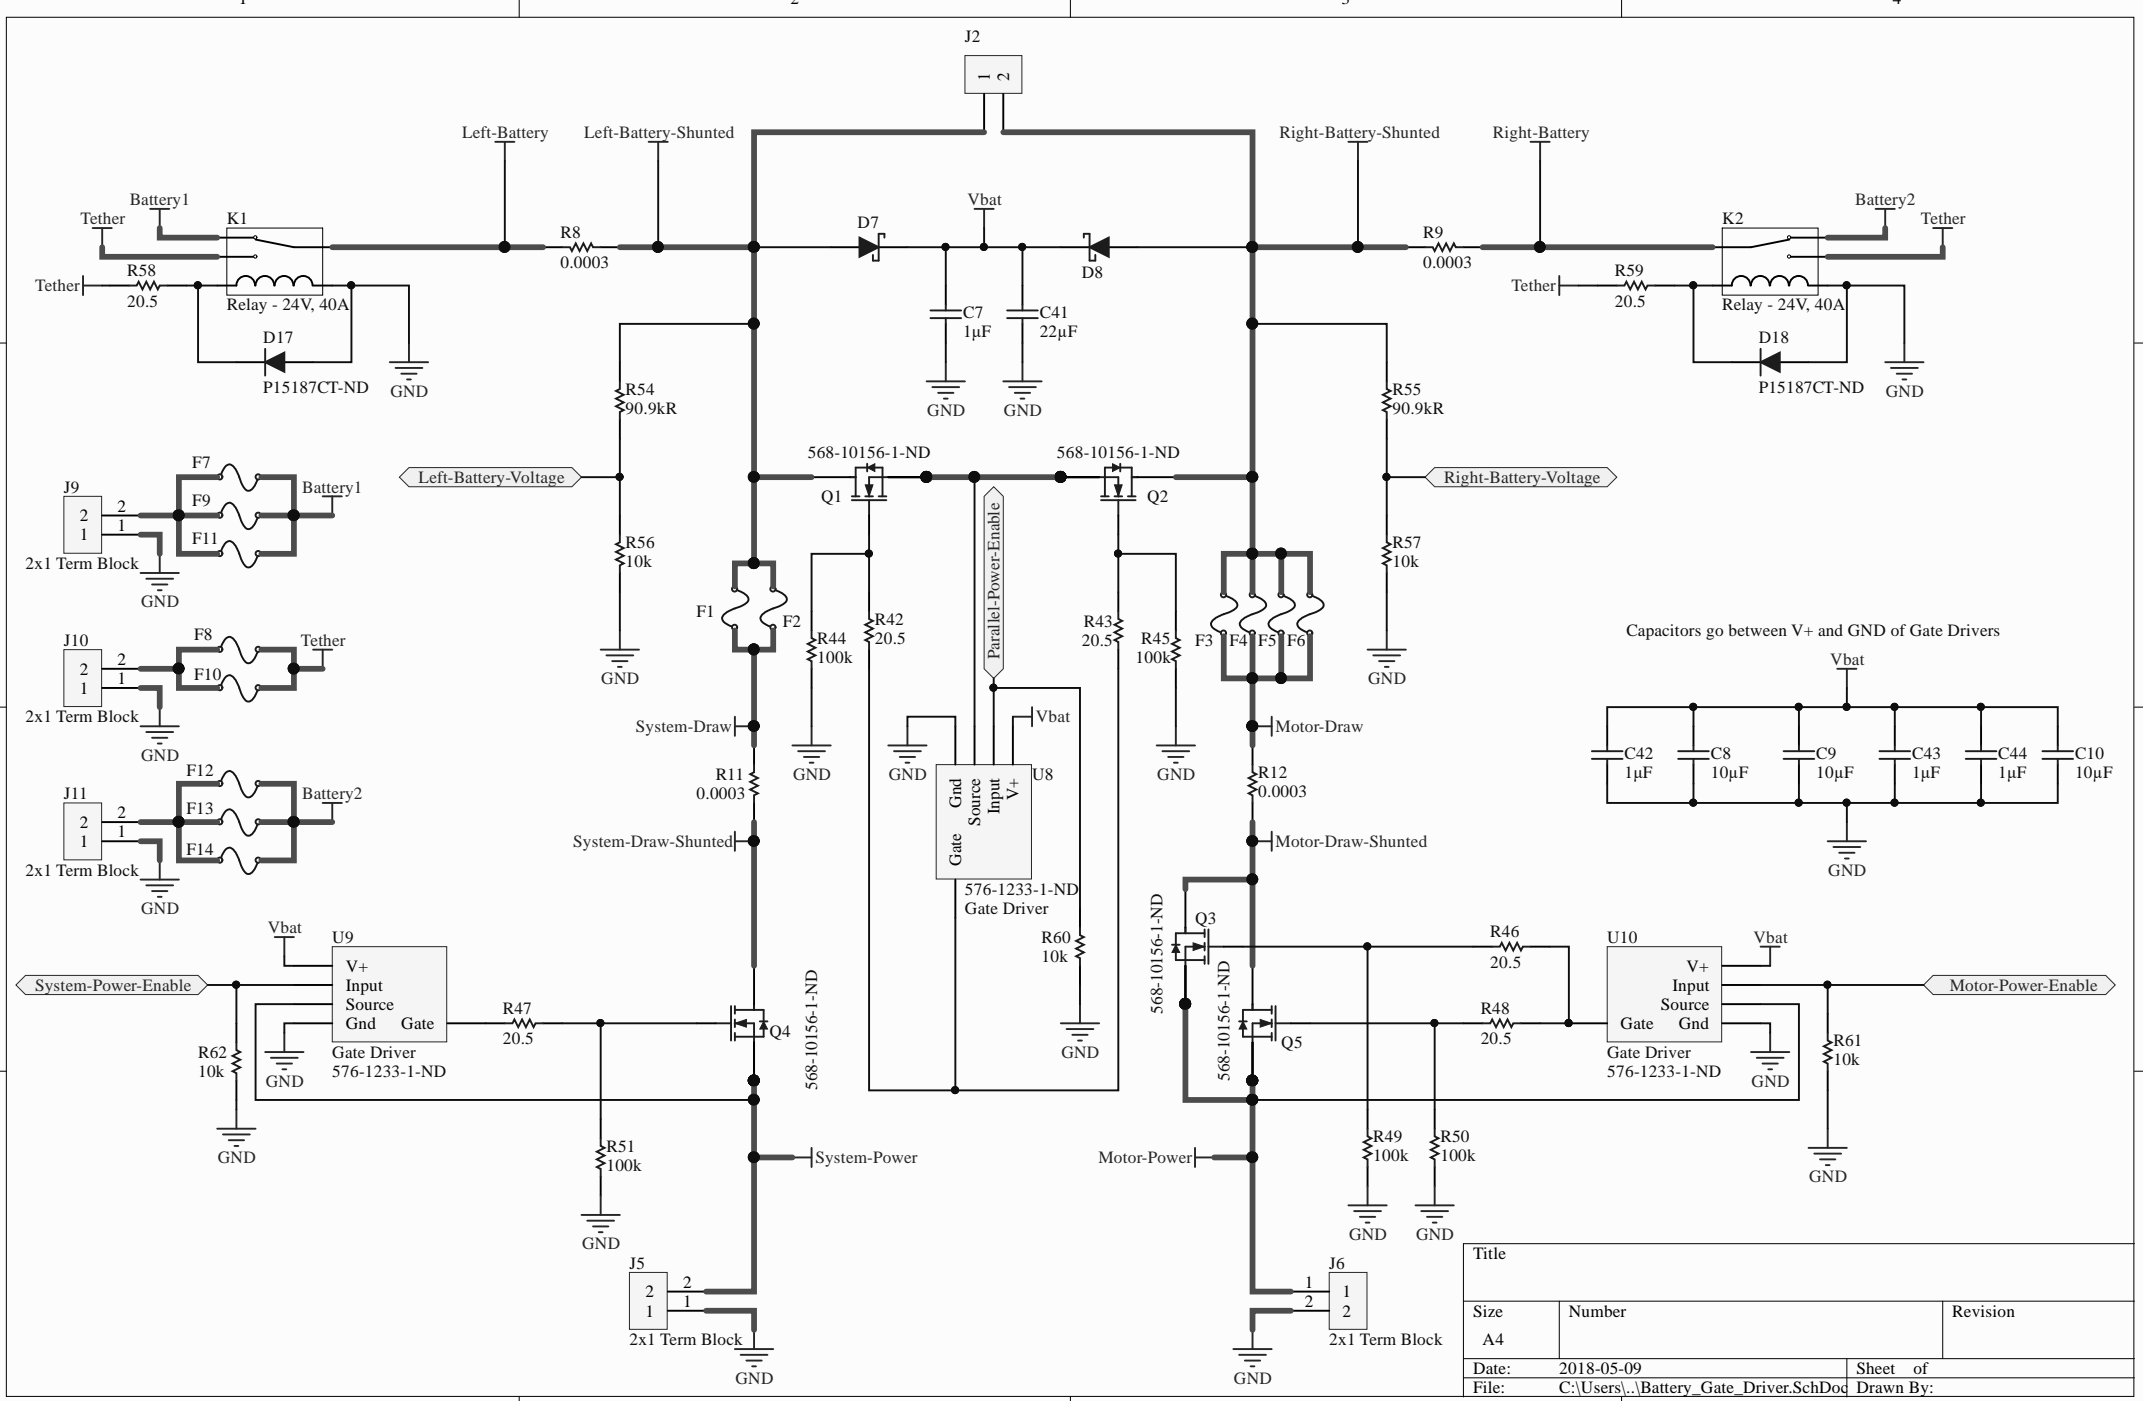 1
2
3
4
J2
1
2
Left-Battery
Left-Battery-Shunted
Right-Battery-Shunted
Right-Battery
Battery1
Tether
K1
R8
0.0003
D7
Vbat
D8
R9
0.0003
K2
Battery2
Tether
Tether
R58
20.5
Relay - 24V, 40A
D17
P15187CT-ND
GND
C7
1µF
C41
22µF
GND
GND
Tether
R59
20.5
Relay - 24V, 40A
D18
P15187CT-ND
GND
R54
90.9kR
R55
90.9kR
Left-Battery-Voltage
568-10156-1-ND
Q1
568-10156-1-ND
Q2
Right-Battery-Voltage
J9
2
1
2
1
2x1 Term Block
F7
F9
F11
Battery1
GND
R56
10k
GND
R57
10k
GND
F1
F2
R44
100k
R42
20.5
Parallel-Power-Enable
R43
20.5
R45
100k
F3
F4
F5
F6
J10
2
1
2
1
2x1 Term Block
F8
F10
Tether
GND
Capacitors go between V+ and GND of Gate Drivers
Vbat
C42
1µF
C8
10µF
C9
10µF
C43
1µF
C44
1µF
C10
10µF
GND
System-Draw
GND
GND
Vbat
GND
Motor-Draw
R11
0.0003
U8
Gnd
Source
Input
V+
Gate
576-1233-1-ND
Gate Driver
R12
0.0003
J11
2
1
2
1
2x1 Term Block
F12
F13
F14
Battery2
GND
System-Draw-Shunted
Motor-Draw-Shunted
Vbat
U9
V+
Input
Source
Gnd
Gate
Gate Driver
576-1233-1-ND
System-Power-Enable
R62
10k
GND
GND
R47
20.5
Q4
568-10156-1-ND
R60
10k
GND
568-10156-1-ND
Q3
568-10156-1-ND
Q5
R46
20.5
R48
20.5
U10
V+
Input
Source
Gate
Gnd
Gate Driver
576-1233-1-ND
Vbat
Motor-Power-Enable
GND
R61
10k
GND
R51
100k
GND
System-Power
Motor-Power
R49
100k
R50
100k
GND
GND
J5
2
1
2
1
2x1 Term Block
GND
J6
1
2
1
2
2x1 Term Block
GND
Title
Size
Number
Revision
A4
Date:
2018-05-09
Sheet of
File:
C:\Users\..\Battery_Gate_Driver.SchDoc
Drawn By: